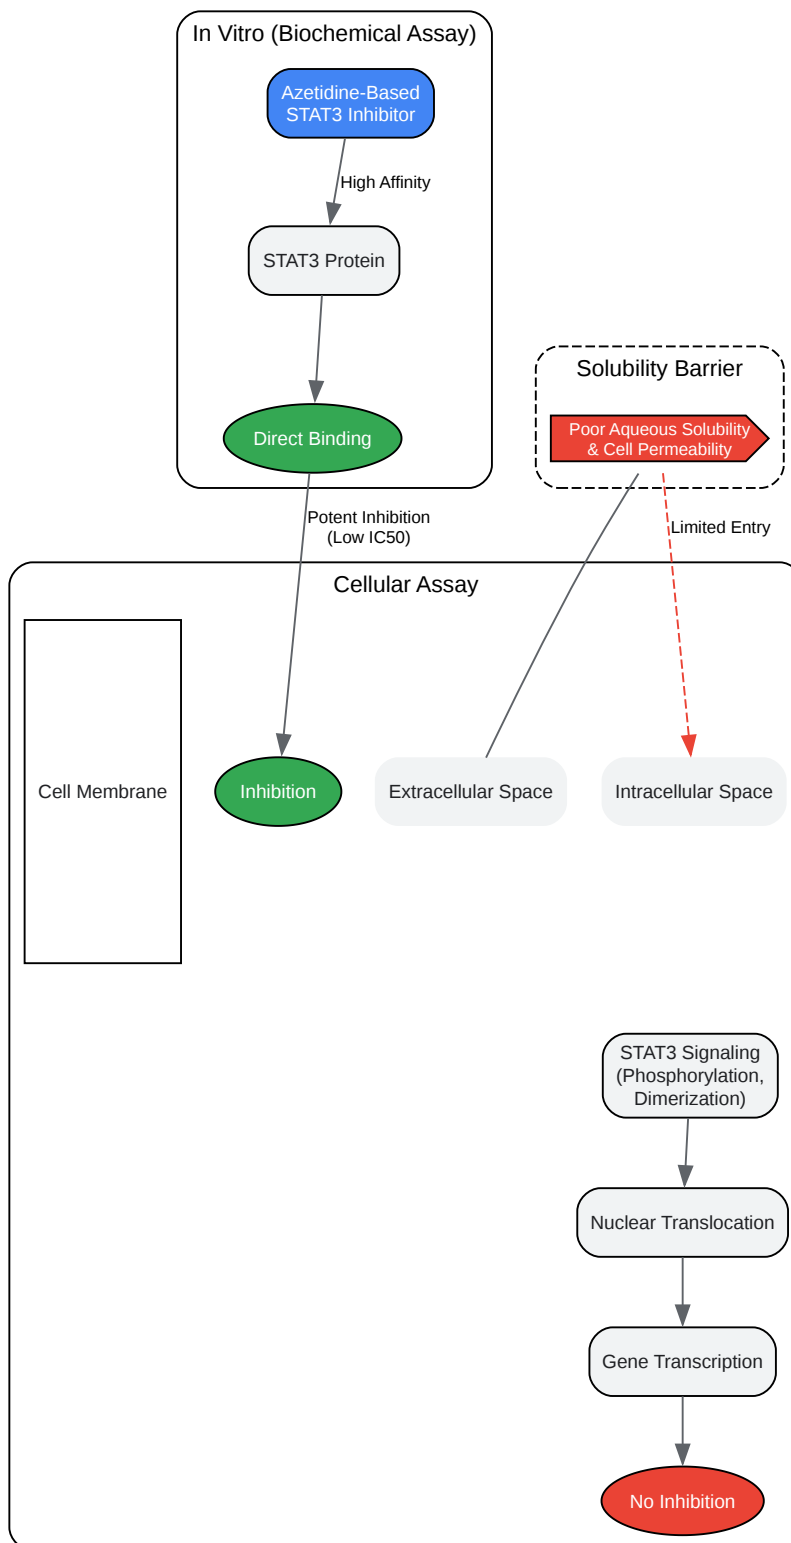 In Vitro (Biochemical Assay)
Azetidine-Based
STAT3 Inhibitor
High Affinity
STAT3 Protein
Direct Binding
Solubility Barrier
Poor Aqueous Solubility
& Cell Permeability
Potent Inhibition
(Low IC50)
Limited Entry
Cellular Assay
Cell Membrane
Inhibition
Extracellular Space
Intracellular Space
STAT3 Signaling
(Phosphorylation,
Dimerization)
Nuclear Translocation
Gene Transcription
No Inhibition